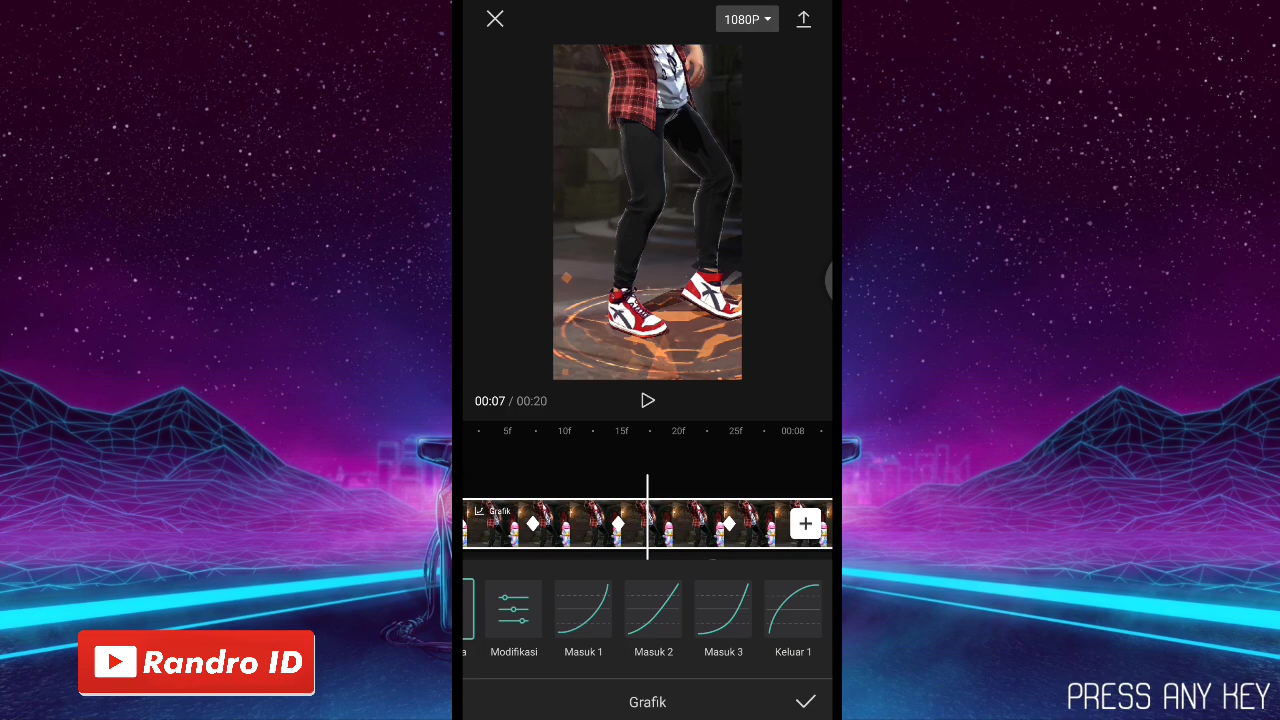 1080P
00:07 / 00:20
5f 10f 15f 20f 25f 00:08
Grafik
a Modifikasi Masuk 1 Masuk 2 Masuk 3 Keluar 1
Grafik
Randro ID
PRESS ANY KEY